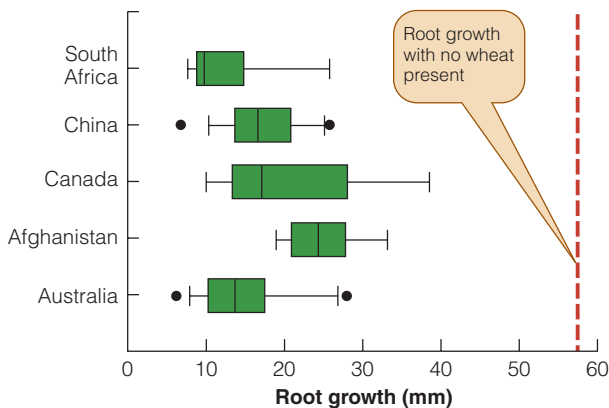 South
Africa
China
Canada
Afghanistan
Australia
Root growth
with no wheat
present
0 10 20 30 40 50 60
Root growth (mm)